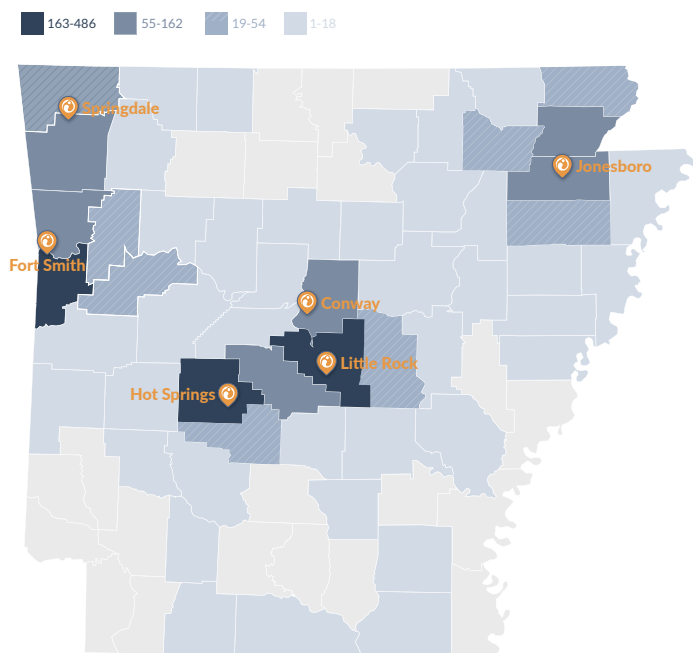 163-486 55-162 19-54 1-18
Springdale
Jonesboro
Fort Smith
Conway
Little Rock
Hot Springs